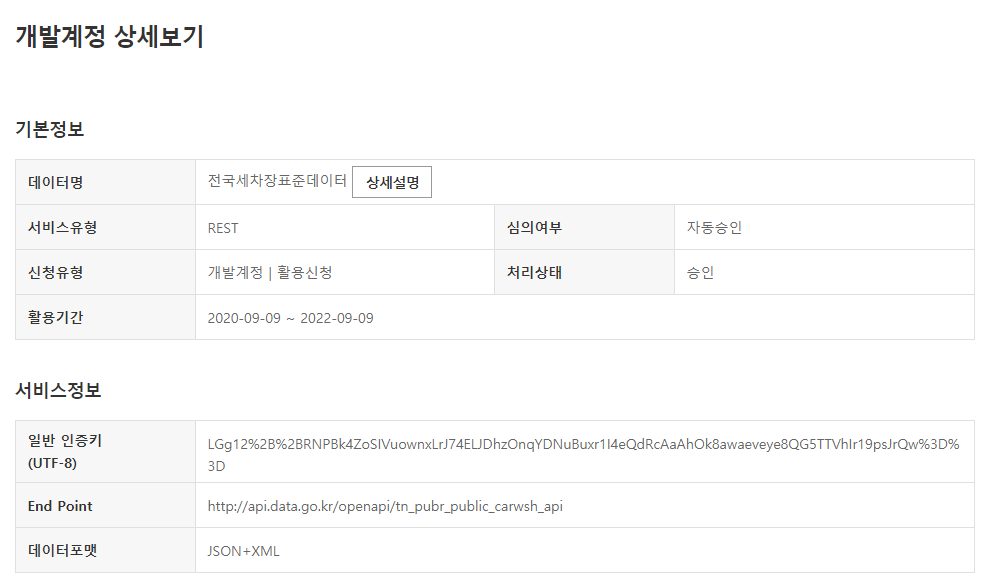 개발계정 상세보기
기본정보
데이터명 전국세차장표준데이터 상세설명
서비스유형 REST 심의여부 자동승인
신청유형 개발계정 | 활용신청 처리상태 승인
활용기간 2020-09-09 ~ 2022-09-09
서비스정보
일반 인증키
(UTF-8)
LGg12%2B%2BRNPBk4ZoSIVuownxLrJ74ELJDhzOnqYDNuBuxr1I4eQdRcAaAhOk8awaeveye8QG5TTVhIr19psJrQw%3D%
3D
End Point http://api.data.go.kr/openapi/tn_pubr_public_carwsh_api
데이터포맷 JSON+XML